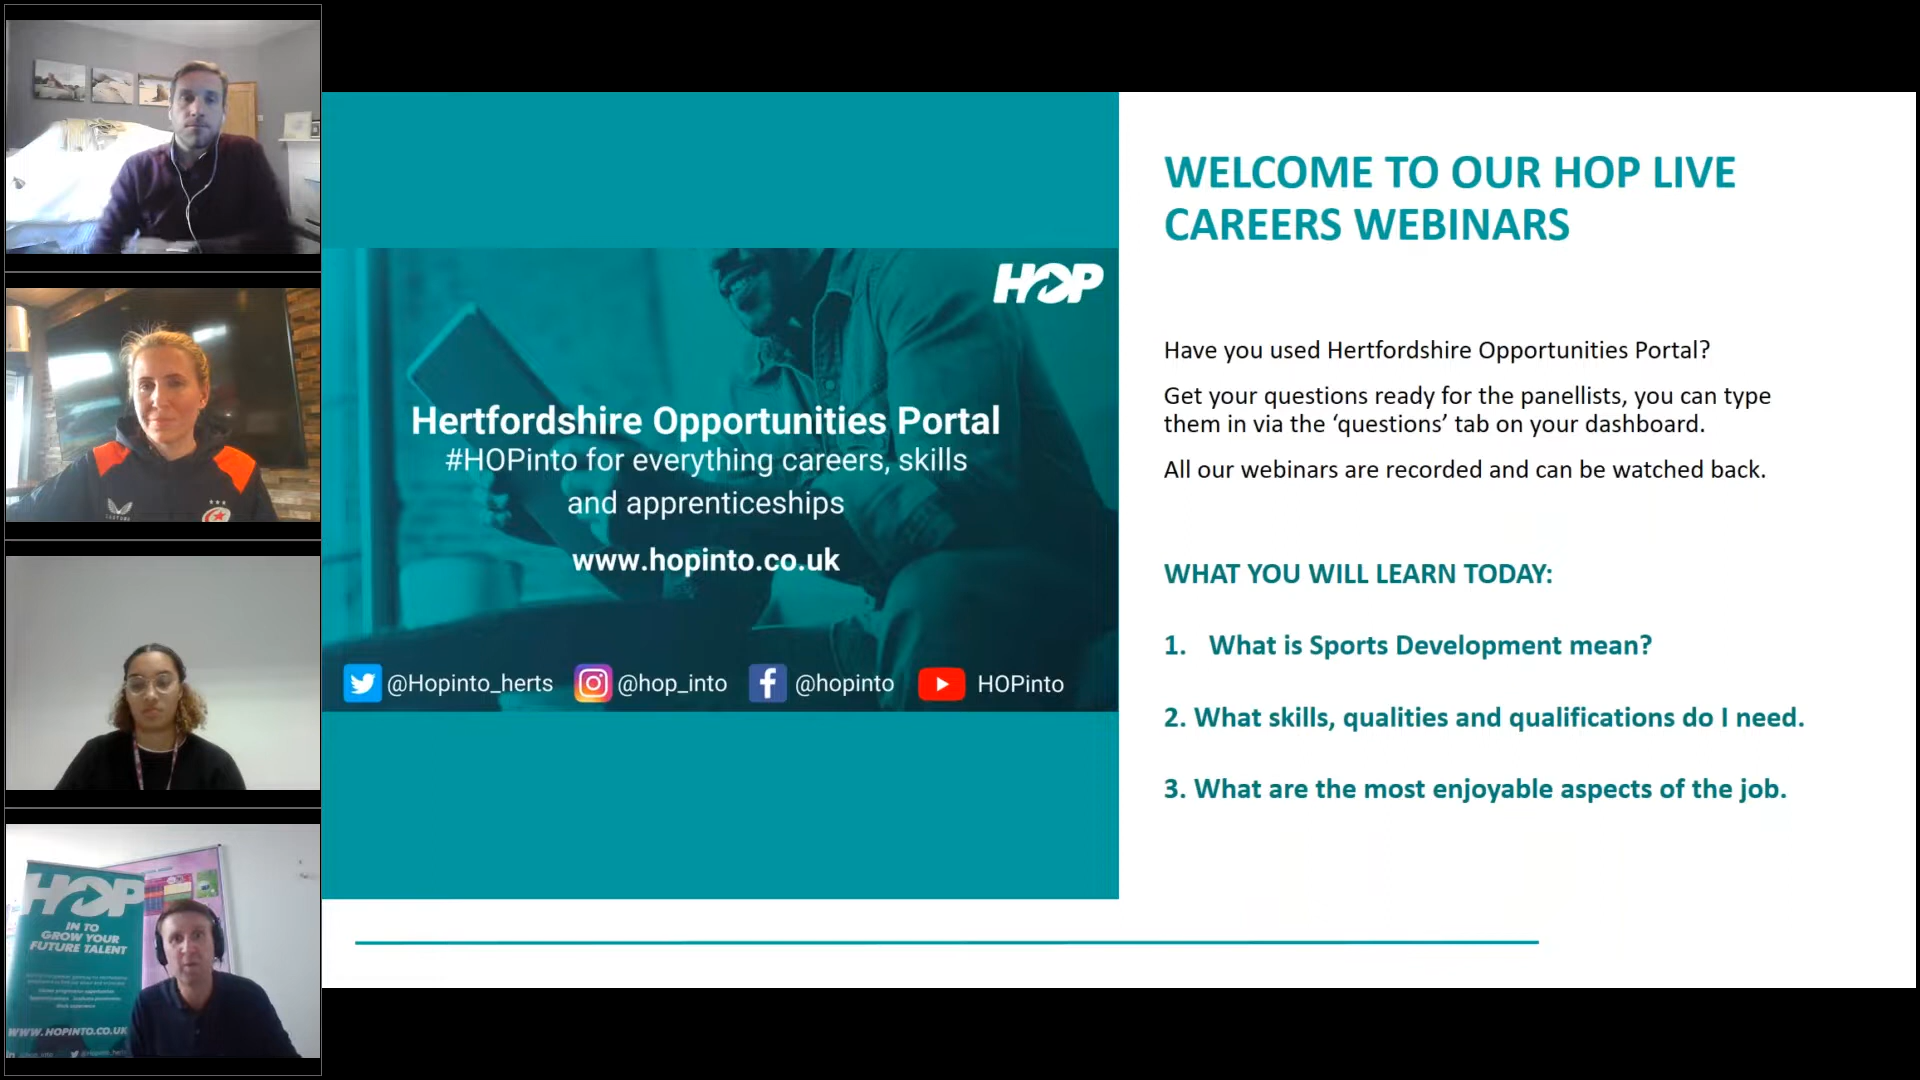 HOP
Hertfordshire Opportunities Portal
#HOPinto for everything careers, skills
and apprenticeships
www.hopinto.co.uk
@Hopinto_herts
@hop_into
@hopinto
HOPinto
WELCOME TO OUR HOP LIVE
CAREERS WEBINARS
Have you used Hertfordshire Opportunities Portal?
Get your questions ready for the panellists, you can type
them in via the ‘questions’ tab on your dashboard.
All our webinars are recorded and can be watched back.
WHAT YOU WILL LEARN TODAY:
1. What is Sports Development mean?
2. What skills, qualities and qualifications do I need.
3. What are the most enjoyable aspects of the job.
HOP
IN TO
GROW YOUR
FUTURE TALENT
WWW.HOPINTO.CO.UK